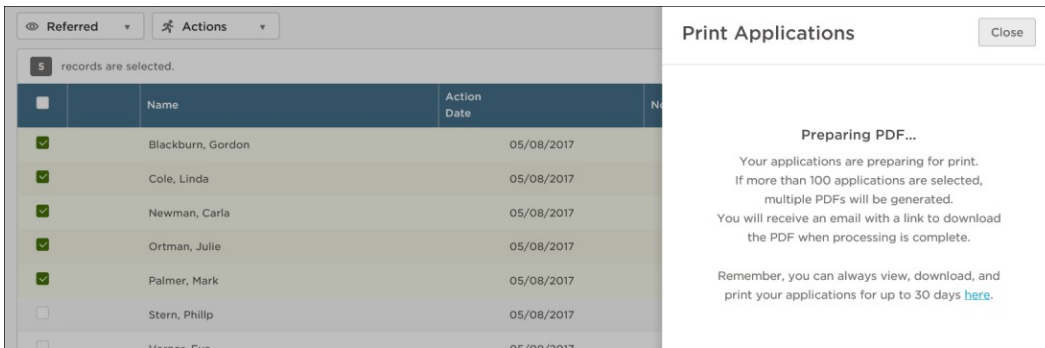 Referred
Actions
Print Applications
Close
5 records are selected.
Name
Action
Date
Blackburn, Gordon 05/08/2017
Cole, Linda 05/08/2017
Newman, Carla 05/08/2017
Ortman, Julie 05/08/2017
Palmer, Mark 05/08/2017
Stern, Phillp 05/08/2017
Preparing PDF...
Your applications are preparing for print.
If more than 100 applications are selected,
multiple PDFs will be generated.
You will receive an email with a link to download
the PDF when processing is complete.
Remember, you can always view, download, and
print your applications for up to 30 days here.